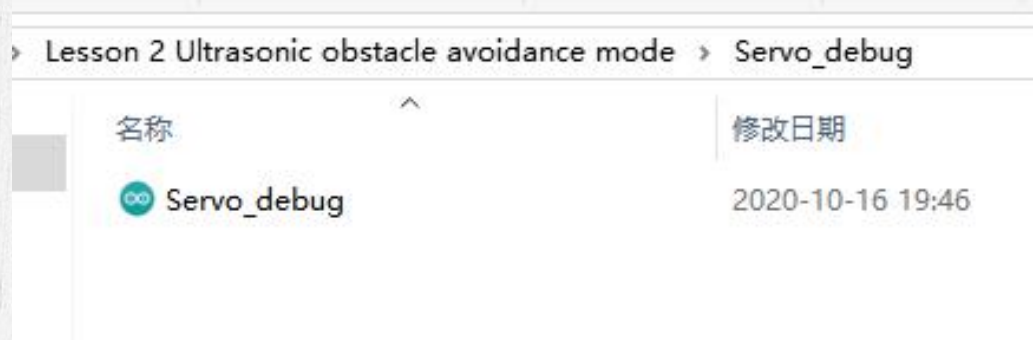 › Lesson 2 Ultrasonic obstacle avoidance mode › Servo_debug
名称 修改日期
Servo_debug 2020-10-16 19:46